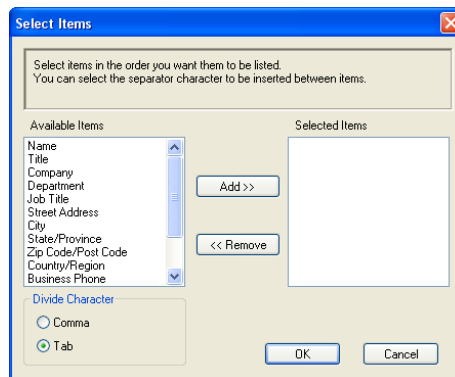 Select Items
Select items in the order you want them to be listed.
You can select the separator character to be inserted between items.
Available Items
Selected Items
Name
Title
Company
Department
Job Title
Street Address
City
State/Province
Zip Code/Post Code
Country/Region
Business Phone
Add >>
<< Remove
Divide Character
Comma
Tab
OK
Cancel